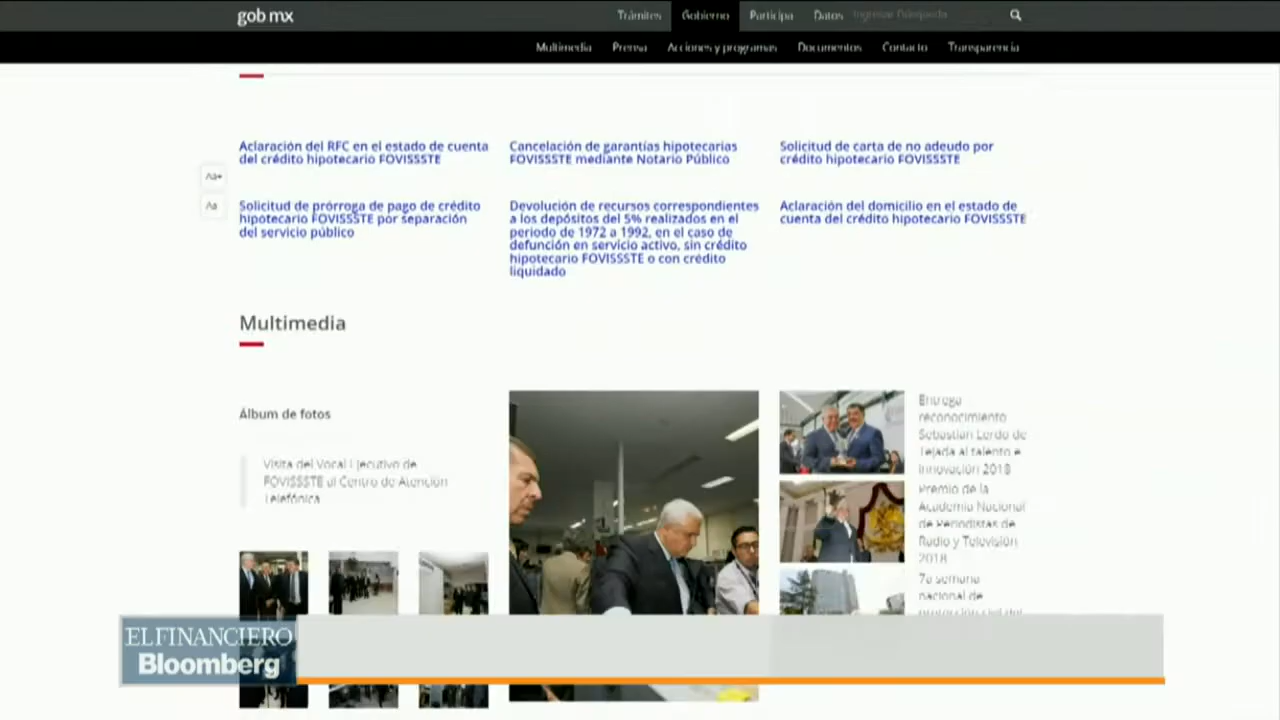 gob mx
Trámites Gobierno Participa Datos Ingresar Búsqueda
Multimedia Prensa Acciones y programas Documentos Contacto Transparencia
Aclaración del RFC en el estado de cuenta
del crédito hipotecario FOVISSSTE
Cancelación de garantías hipotecarias
FOVISSSTE mediante Notario Público
Solicitud de carta de no adeudo por
crédito hipotecario FOVISSSTE
Aa+
Aa
Solicitud de prórroga de pago de crédito
hipotecario FOVISSSTE por separación
del servicio público
Devolución de recursos correspondientes
a los depósitos del 5% realizados en el
periodo de 1972 a 1992, en el caso de
defunción en servicio activo, sin crédito
hipotecario FOVISSSTE o con crédito
liquidado
Aclaración del domicilio en el estado de
cuenta del crédito hipotecario FOVISSSTE
Multimedia
Álbum de fotos
Visita del Vocal Ejecutivo de
FOVISSSTE al Centro de Atención
Telefónica
Entrega
reconocimiento
Sebastián Lerdo de
Tejada al talento e
innovación 2018
Premio de la
Academia Nacional
de Periodistas de
Radio y Televisión
2018
7a semana
nacional de
protección civil del
EL FINANCIERO
Bloomberg